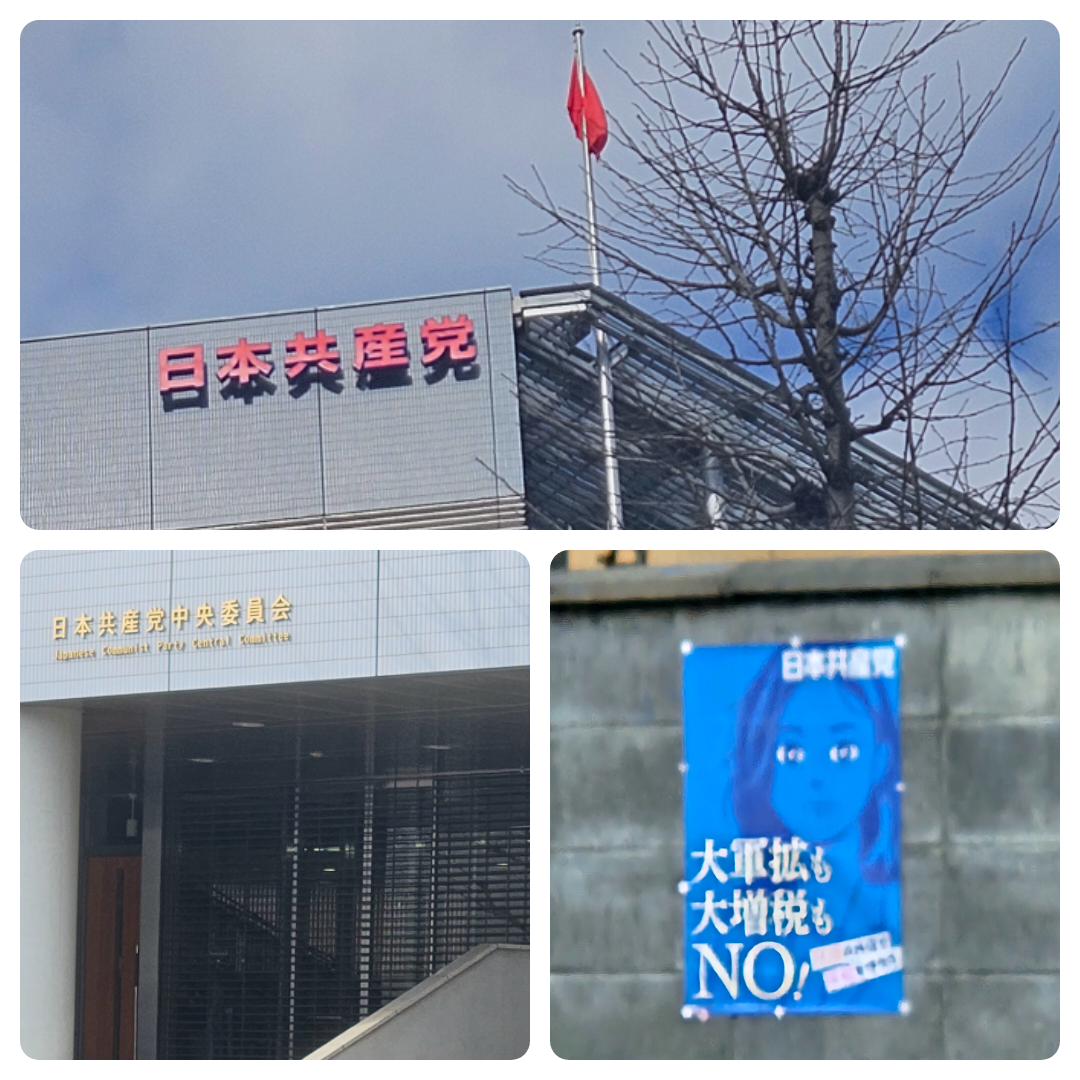 日本共産党
日本共産党中央委員会
Japanese Communist Party Central Committee
日本共産党
大軍拡も
大増税も
NO!